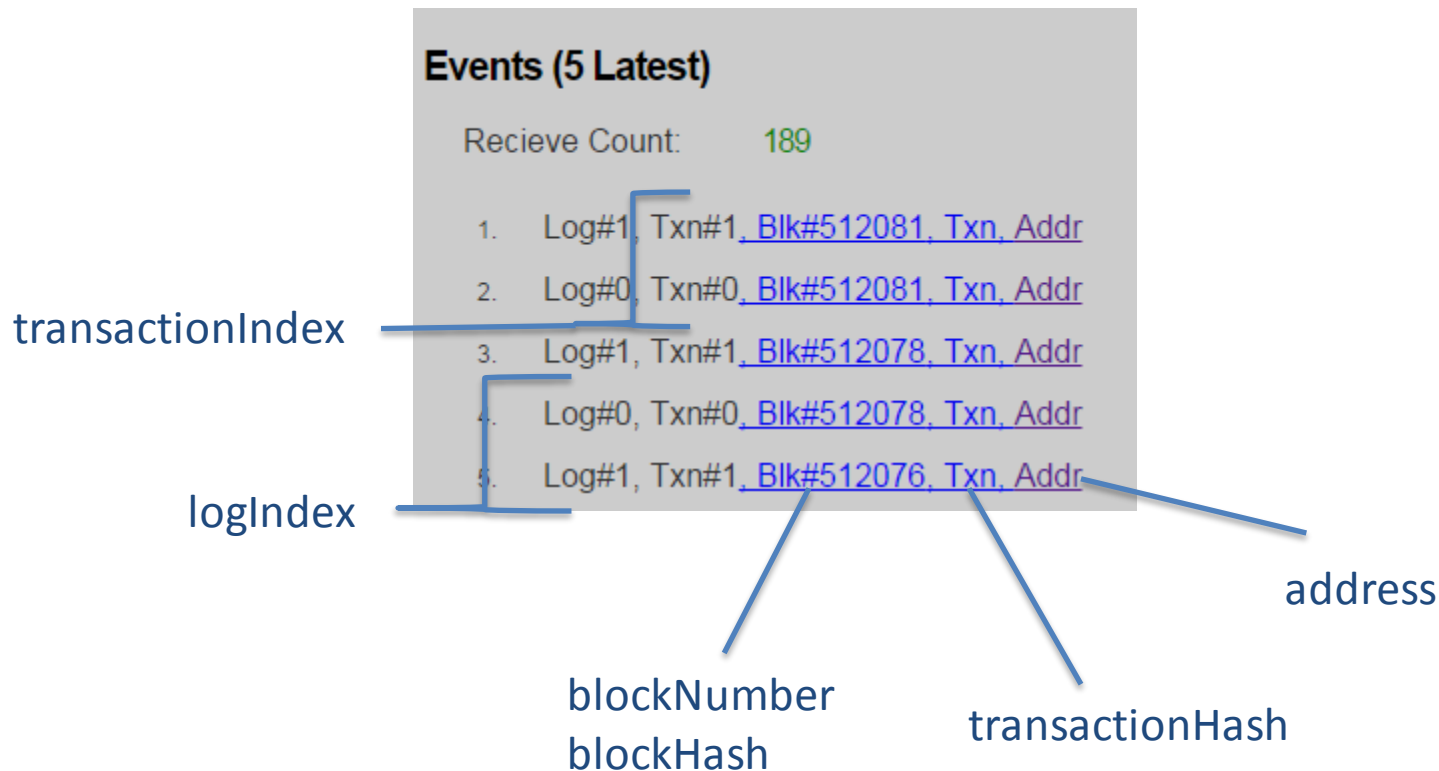 Events (5 Latest)
Recieve Count: 189
1. Log#1, Txn#1, Blk#512081, Txn, Addr
2. Log#0, Txn#0, Blk#512081, Txn, Addr
transactionIndex
3. Log#1, Txn#1, Blk#512078, Txn, Addr
4. Log#0, Txn#0, Blk#512078, Txn, Addr
5. Log#1, Txn#1, Blk#512076, Txn, Addr
logIndex
address
blockNumber
blockHash
transactionHash